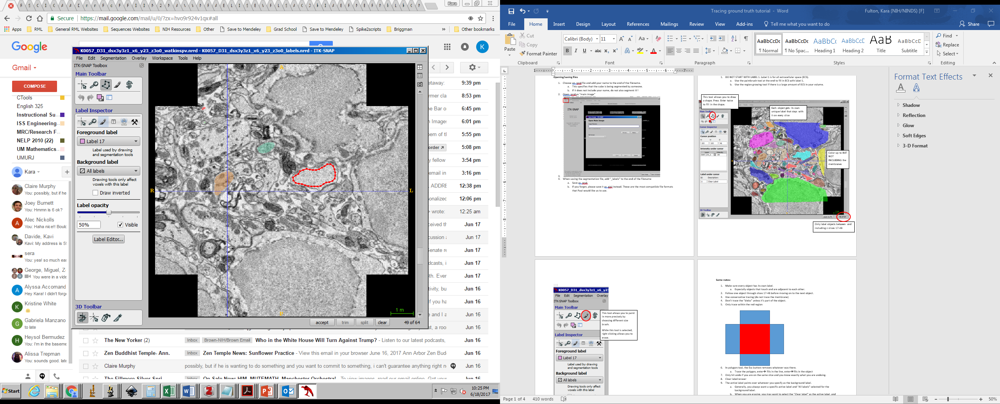 Kara
Secure https://mail.google.com/mail/u/0/?zx=hvo9r924v1qx#all
Apps RML General RML Websites Sequences Websites NIH Resources Other Save to Mendeley Grad School Save to Mendeley Spike2scripts Briggman » Other bookmarks
Google
K
Gmail
COMPOSE
CTools
English 325
Instructional Su...
ISS Engineering...
MRC/Research F...
NELP 2010 (22)
UM Mathematics...
UMURJ
Kara
Claire Murphy
You: possibly, but if he
Joey Burnett
You: Hmmn is 6 ok?
Alec Nickolls
You: Haha nice!! Boulc
Davide, Kavi
Kavi: My address is 59
sera
You: yea! so much eas
George, Miguel, Z
You were in a vide
Alyssa Accomand
Hey Kara! I didn't forge
Kristine White
Gabriela Manzano
to late
Heysol Bermudez
You: I'm in the baseme
Alissa Trepman
You: sounds good. late
K0057_D31_dsx3y3z1_x6_y23_z3o0_watkinspv.nrrd - K0057_D31_dsx3y3z1_x6_y23_z3o0_labels.nrrd - ITK-SNAP
File Edit Segmentation Overlay Workspace Tools Help
ITK-SNAP Toolbox
Main Toolbar
Label Inspector
Foreground label
Label 17
Label used by drawing
and segmentation tools
Background label
All labels
Drawing tools only affect
voxels with this label
Draw inverted
Label opacity
50% Visible
Label Editor...
3D Toolbar
A
R
L
1 m
accept trim split clear 49 of 64
etaway: 9:39 pm
rmer cla 8:53 pm
he Bar o 6:45 pm
n Images 6:01 pm
bem of th 5:55 pm
order 5:08 pm
y fellow 3:54 pm
email in 3:16 pm
L ADDRE 12:38 pm
sonalizec 12:06 pm
> wrote: 12:25 am
ceived th Jun 17
cussion a Jun 17
Senate re Jun 17
dcasts, i Jun 17
6th. Ever Jun 17
tivity, bu Jun 16
If you ha Jun 16
e and I a Jun 16
st, a roo Jun 16
The New Yorker (2) Inbox Brown-NIH/Brown Email Who in the White House Will Turn Against Trump? - Listen to our latest podcasts, Jun 16
Zen Buddhist Temple- Ann. Inbox Zen Temple News: Sunflower Practice - View this email in your browser June 16, 2017 Ann Arbor Zen Bud Jun 16
Claire Murphy possibly, but if he is wanting to do something and you want to commit to something, i can't guarantee anything right n Jun 16
The Fillmore Silver Spri Inbox On Sale Now: HIM, MUTEMATH, Manchester Orchestra! - To view images, read our email online. Got your Jun 16
Start
10:25 PM
6/18/2017
Tracing ground truth tutorial - Word Fulton, Kara (NIH/NINDS) [F]
File Home Insert Design Layout References Mailings Review View Add-ins Tell me what you want to do Share
Paste
Cut
Copy
Format Painter
Calibri (Body) 11
AaBbCcDc AaBbCcDc AaBbCc AaBbCcD AaB AaBbCcD
¶ Normal ¶ No Spac... Heading 1 Heading 2 Title Subtitle
Find
Replace
Select
Clipboard Font Paragraph Styles Editing
Opening/saving files
1. Choose an .nrrd file and add your name to the end of the filename.
a. This specifies that the cube is being segmented by someone.
b. If it does not include your name, do not also segment it!!
2. Open .nrrd as "main image"
ITK-SNAP
Open Main Image
3.
4. When saving the segmentation file, add "_labels" to the end of the filename
a. Save as .nrrd
b. If you forget, please save it instead. These are the most compatible file formats
that Paul would like us to use.
1. DO NOT START WITH LABEL 1. Label 1 is for all extracellular space (ECS).
a. Use the paintbrush tool at the end to fill in ECS with label 1.
b. Use the region growing tool if there is a large amount of ECS in your volume.
This tool allows you to draw
a shape. Press Enter twice
to fill in the shape.
Each object gets its own
unique label that stays with
it on every slice
Color up to BUT
NOT
INCLUDING the
membranes
Cursor Inspector
Cursor position
Intensity under cursor
Label under cursor
Clear Label
3D Toolbar
Only label objects between and
including z slices 17-48
K0057_D31_dsx3y3z1_x6_y23
File Edit Segmentation Overlay
ITK-SNAP Toolbox
Main Toolbar
Label Inspector
Foreground label
Label 17
Label used by drawing
and segmentation tools
Background label
All labels
Drawing tools only affect
voxels with this label
This tool allows you to paint
in more precisely by
choosing different size
brush.
While this tool is selected,
right clicking allows you to
erase.
Some notes:
1. Make sure every object has its own label.
a. Especially objects that touch and are adjacent to each other.
2. Follow one object through slices 17-48 before moving on to the next object.
3. Use conservative tracing (do not trace the membrane)
4. Don't trace the "blebs" unless it's part of the object.
5. Only trace within the red region
6. In polygon tool, the Esc button removes whatever was there.
a. Trace the polygon, enter→ fills in the line, enter→fills in the object
7. Only hit undo if you are on the same slice and you know exactly what you are undoing.
8. Clear label=eraser
9. The active label paints over whatever you specify as the background label.
a. Generally, you always want a specific active label and "All labels" selected for the
background label.
b. When you are erasing, you may want to select the "Clear label" as the active label, and
Format Text Effects
Shadow
Reflection
Glow
Soft Edges
3-D Format
Page 1 of 4 410 words
50%